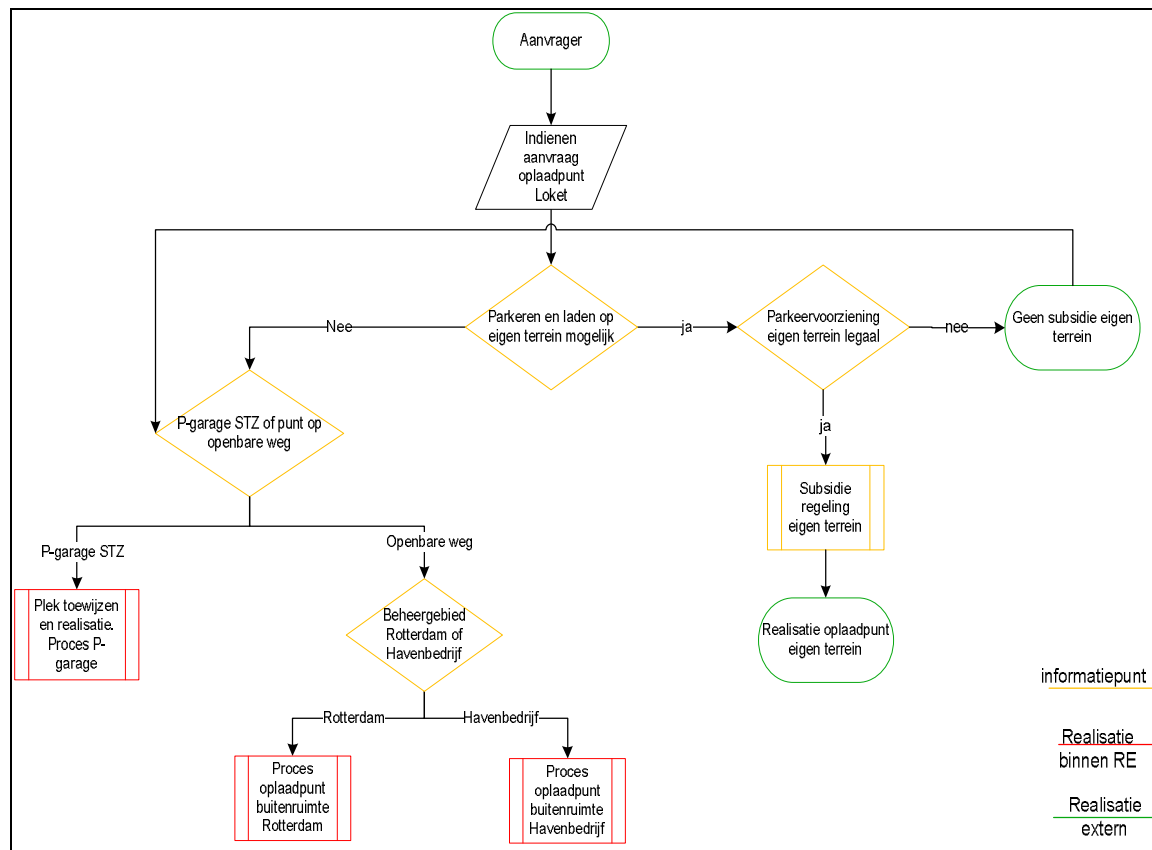 Aanvrager
Indienen
aanvraag
oplaadpunt
Loket
Parkeren en laden op
eigen terrein mogelijk
Nee
ja
Parkeervoorziening
eigen terrein legaal
nee
Geen subsidie eigen
terrein
P-garage STZ of punt op
openbare weg
ja
Subsidie
regeling
eigen terrein
P-garage STZ
Openbare weg
Plek toewijzen
en realisatie.
Proces P-
garage
Beheergebied
Rotterdam of
Havenbedrijf
Realisatie oplaadpunt
eigen terrein
informatiepunt
Rotterdam
Havenbedrijf
Realisatie
binnen RE
Proces
oplaadpunt
buitenruimte
Rotterdam
Proces
oplaadpunt
buitenruimte
Havenbedrijf
Realisatie
extern